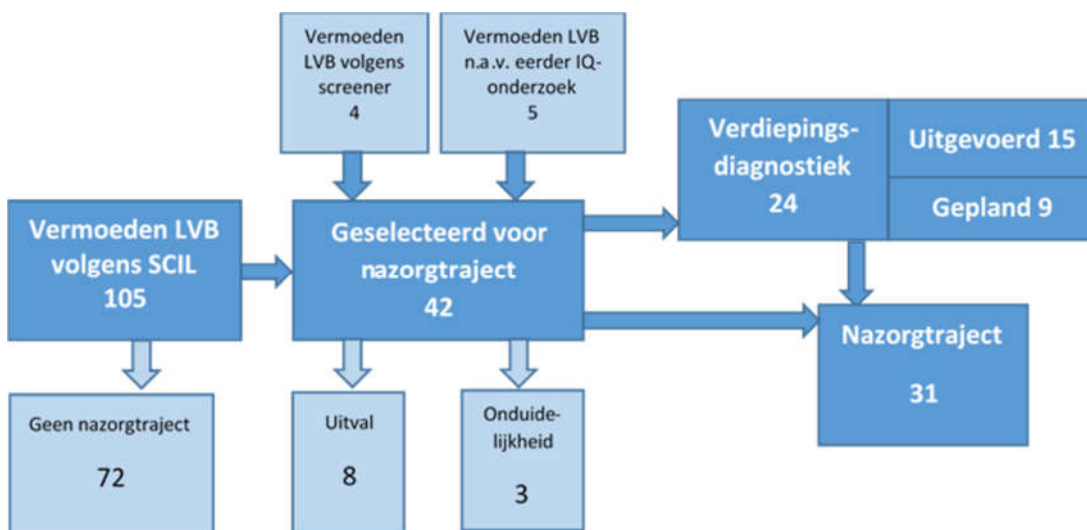 Vermoeden
LVB volgens
screener
4
Vermoeden LVB
n.a.v. eerder IQ-
onderzoek
5
Verdiepings-
diagnostiek
24
Uitgevoerd 15
Gepland 9
Vermoeden LVB
volgens SCIL
105
Geselecteerd voor
nazorgtraject
42
Nazorgtraject
31
Geen nazorgtraject
72
Uitval
8
Onduide-
lijkheid
3